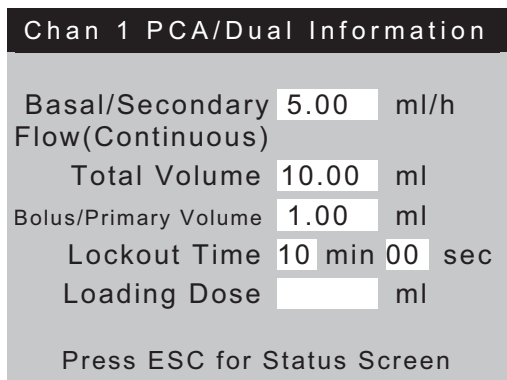 Chan 1 PCA/Dual Information
Basal/Secondary 5.00 ml/h
Flow(Continuous)
Total Volume 10.00 ml
Bolus/Primary Volume 1.00 ml
Lockout Time 10 min 00 sec
Loading Dose ml
Press ESC for Status Screen